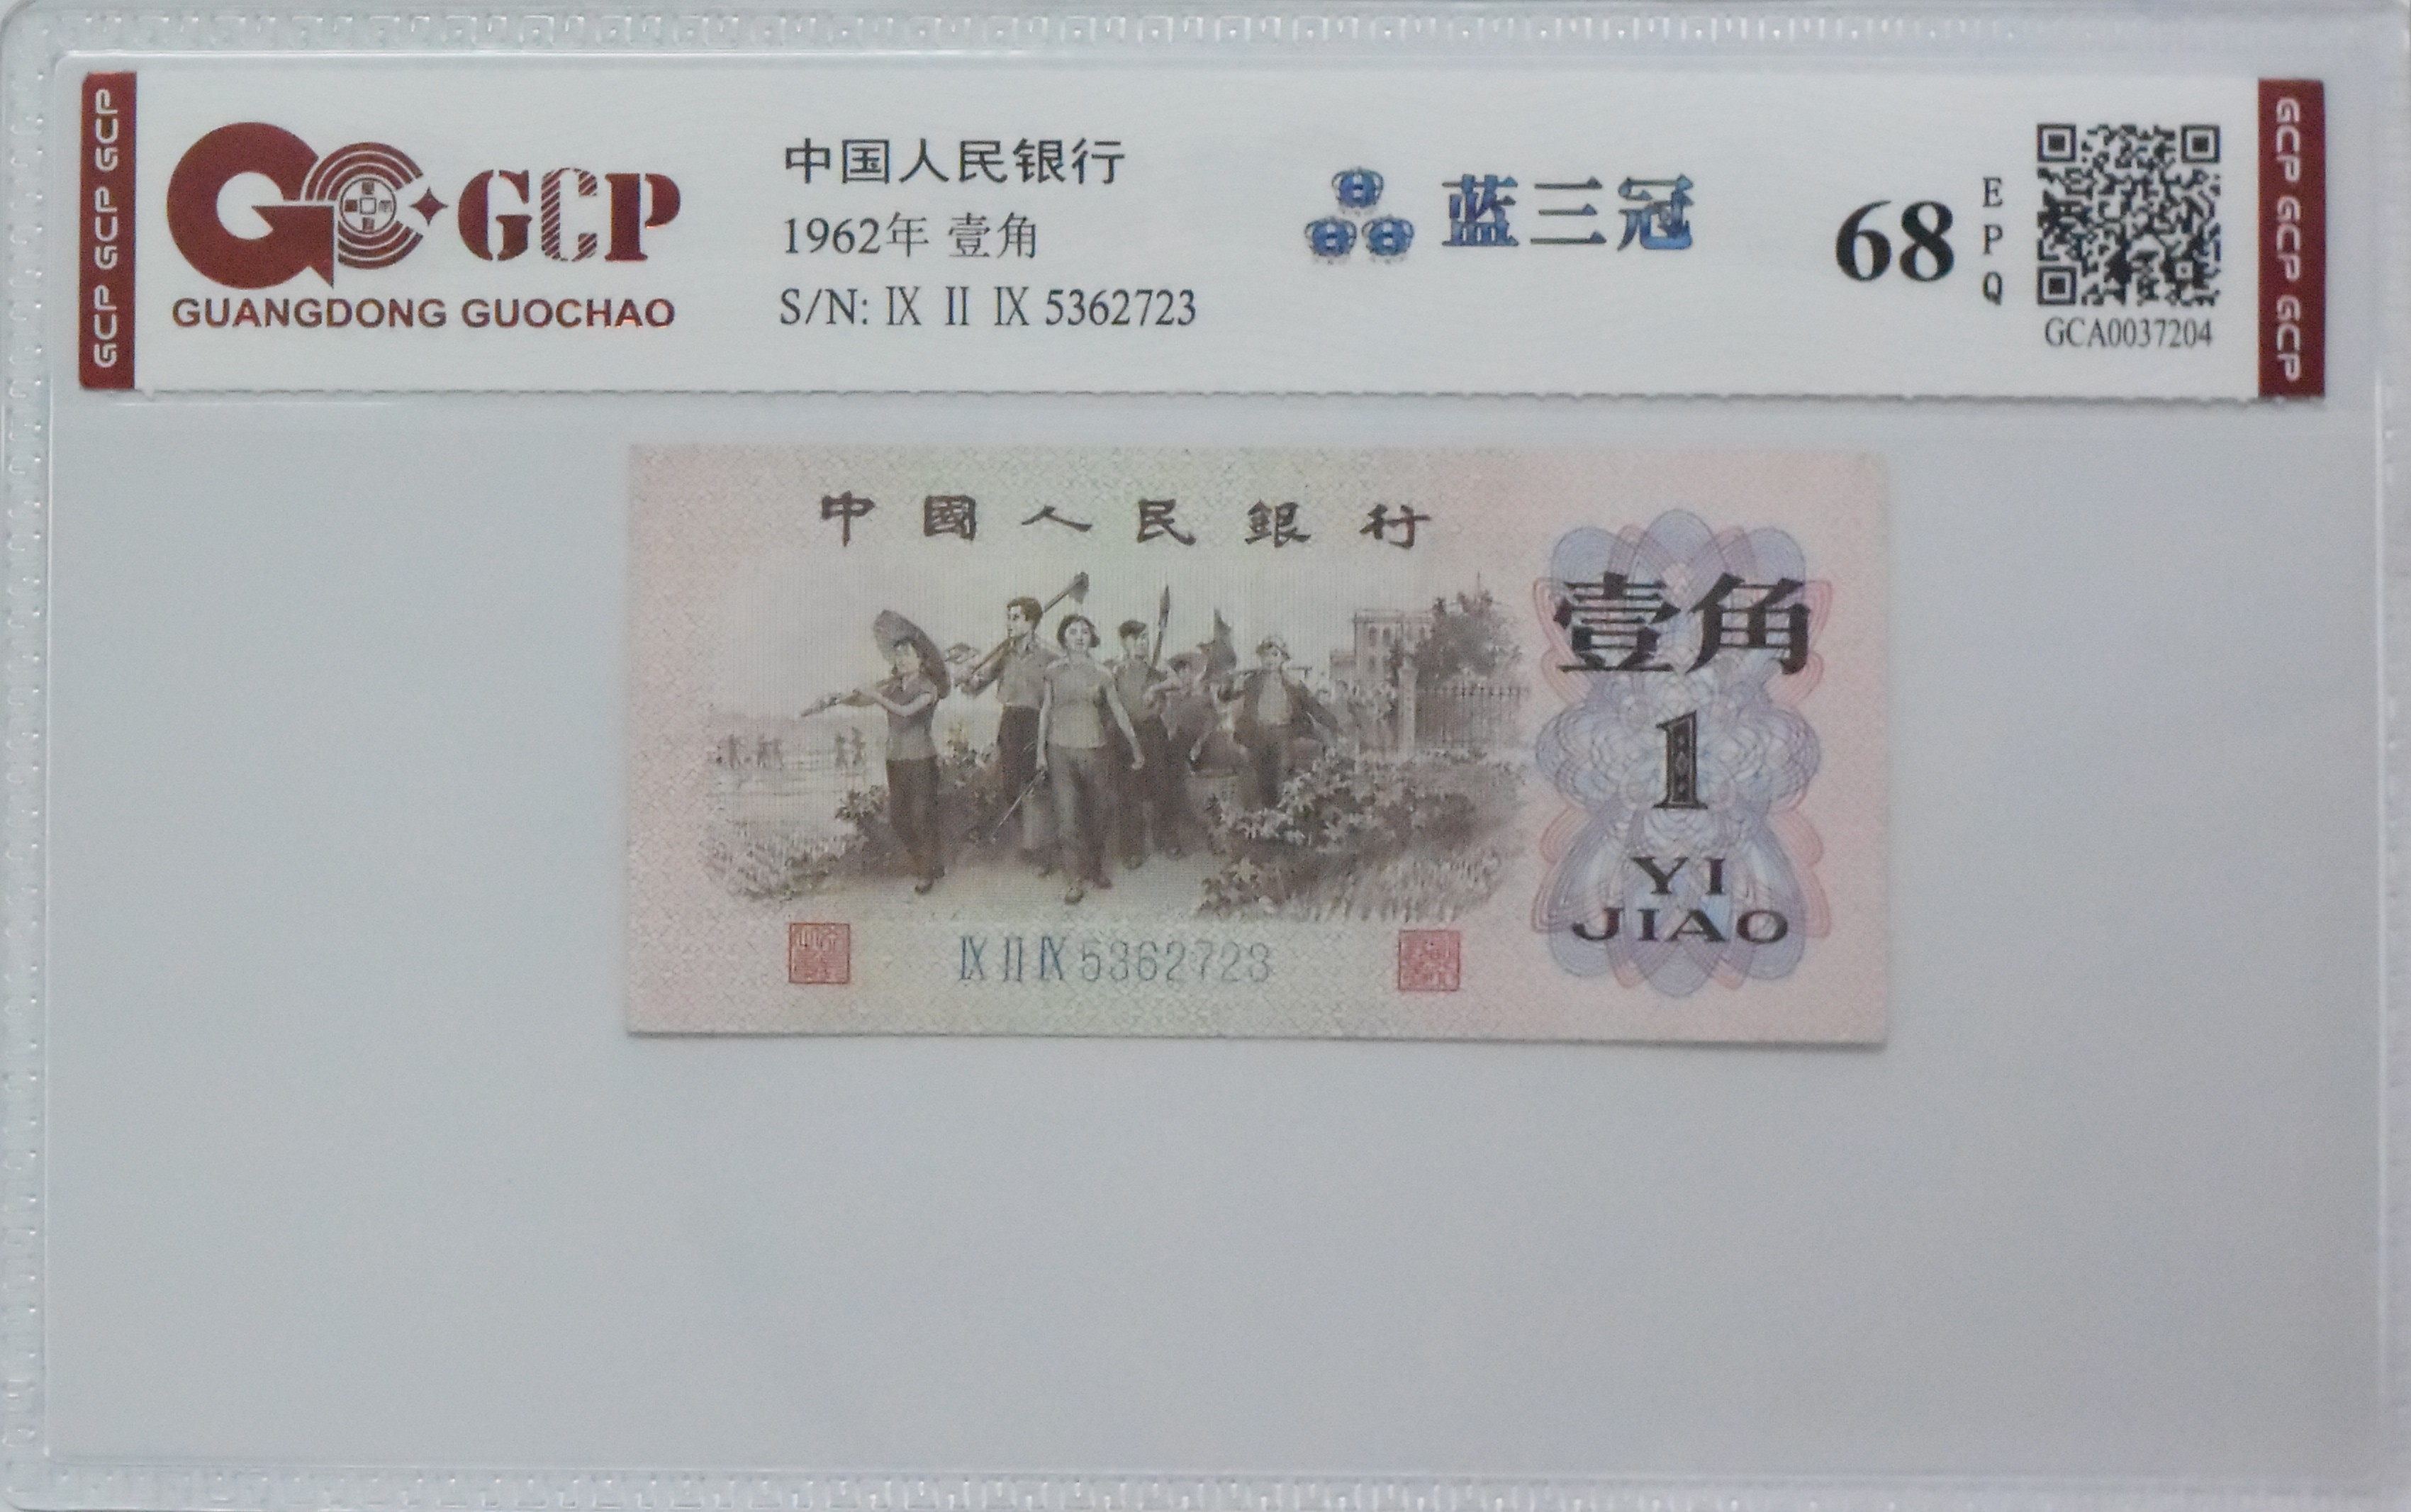 GCP GCP GCP
GCP
GUANGDONG GUOCHAO
中国人民银行
1962年 壹角
S/N: Ⅸ Ⅱ Ⅸ 5362723
蓝三冠
68
EPQ
GCA0037204
GCP GCP GCP
中國人民銀行
壹角
1
YI
JIAO
Ⅸ Ⅱ Ⅸ 5362723